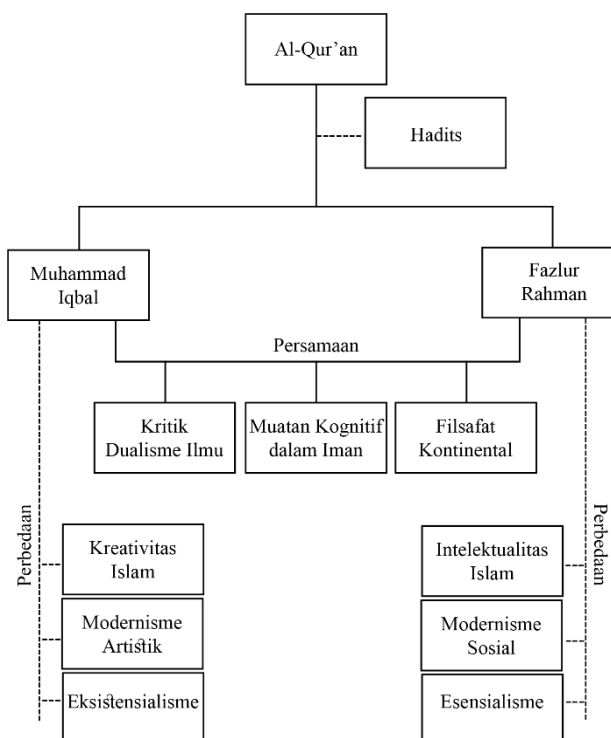 Al-Qur’an
Hadits
Muhammad
Iqbal
Fazlur
Rahman
Persamaan
Kritik
Dualisme Ilmu
Muatan Kognitif
dalam Iman
Filsafat
Kontinental
Perbedaan
Kreativitas
Islam
Modernisme
Artistik
Eksistensialisme
Perbedaan
Intelektualitas
Islam
Modernisme
Sosial
Esensialisme